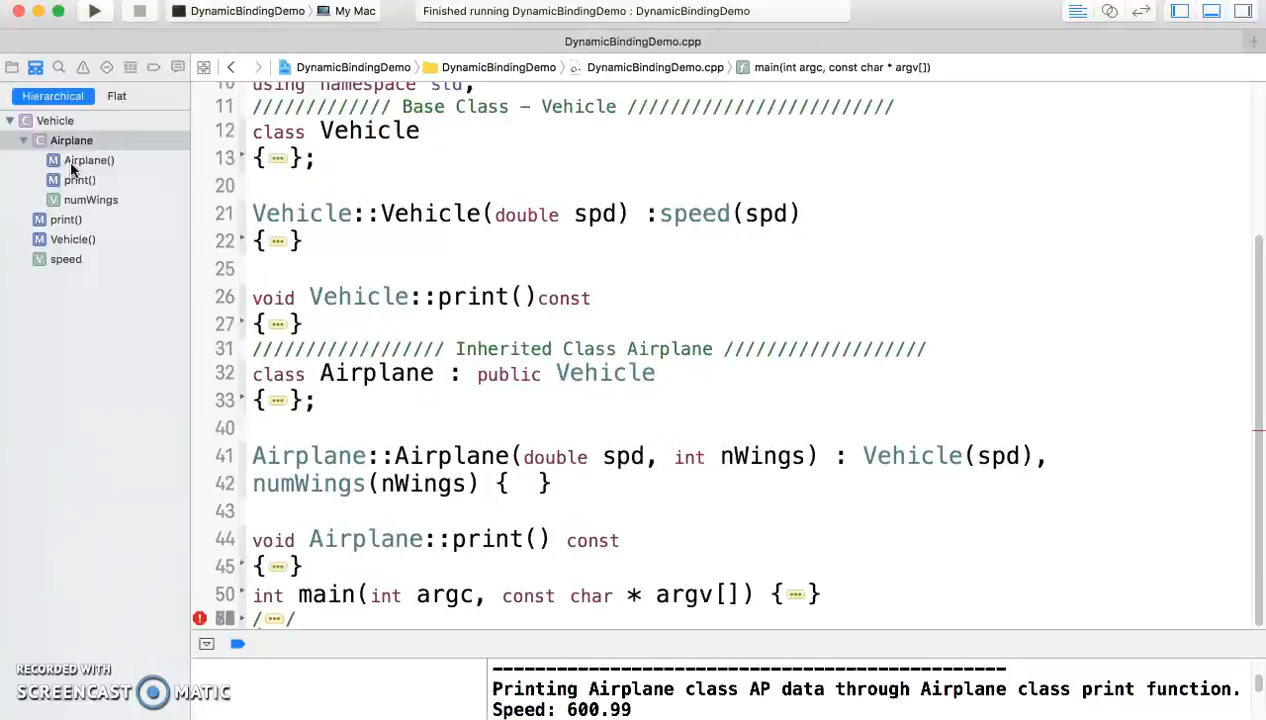 DynamicBindingDemo My Mac Finished running DynamicBindingDemo : DynamicBindingDemo
DynamicBindingDemo.cpp
DynamicBindingDemo DynamicBindingDemo DynamicBindingDemo.cpp main(int argc, const char * argv[])
Hierarchical Flat
Vehicle
Airplane
Airplane()
print()
numWings
print()
Vehicle()
speed
10 using namespace std;
11 ///////////// Base Class – Vehicle /////////////////////////
12 class Vehicle
13 {...};
20
21 Vehicle::Vehicle(double spd) :speed(spd)
22 {...}
25
26 void Vehicle::print()const
27 {...}
31 ////////////////// Inherited Class Airplane ///////////////////
32 class Airplane : public Vehicle
33 {...};
40
41 Airplane::Airplane(double spd, int nWings) : Vehicle(spd),
42 numWings(nWings) { }
43
44 void Airplane::print() const
45 {...}
50 int main(int argc, const char * argv[]) {...}
/.../
RECORDED WITH
SCREENCAST MATIC
-----------------------------------------------
Printing Airplane class AP data through Airplane class print function.
Speed: 600.99